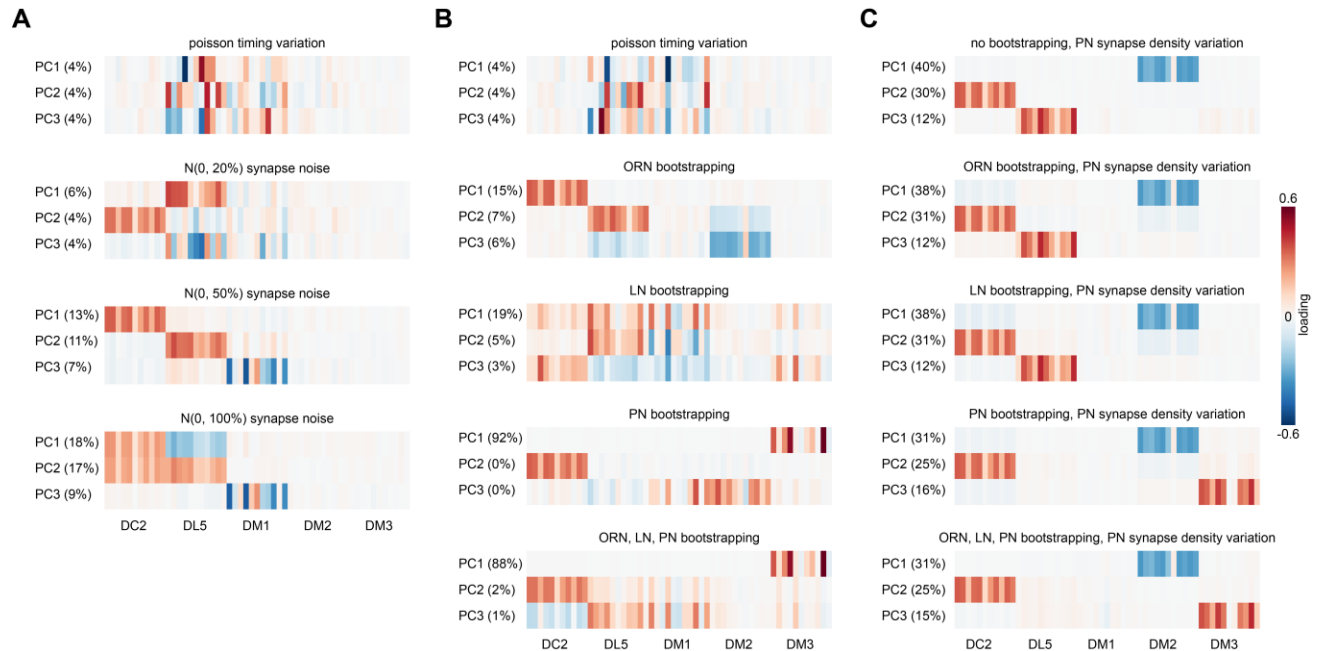 A
poisson timing variation
PC1 (4%)
PC2 (4%)
PC3 (4%)
N(0, 20%) synapse noise
PC1 (6%)
PC2 (4%)
PC3 (4%)
N(0, 50%) synapse noise
PC1 (13%)
PC2 (11%)
PC3 (7%)
N(0, 100%) synapse noise
PC1 (18%)
PC2 (17%)
PC3 (9%)
DC2 DL5 DM1 DM2 DM3
B
poisson timing variation
PC1 (4%)
PC2 (4%)
PC3 (4%)
ORN bootstrapping
PC1 (15%)
PC2 (7%)
PC3 (6%)
LN bootstrapping
PC1 (19%)
PC2 (5%)
PC3 (3%)
PN bootstrapping
PC1 (92%)
PC2 (0%)
PC3 (0%)
ORN, LN, PN bootstrapping
PC1 (88%)
PC2 (2%)
PC3 (1%)
DC2 DL5 DM1 DM2 DM3
C
no bootstrapping, PN synapse density variation
PC1 (40%)
PC2 (30%)
PC3 (12%)
ORN bootstrapping, PN synapse density variation
PC1 (38%)
PC2 (31%)
PC3 (12%)
LN bootstrapping, PN synapse density variation
PC1 (38%)
PC2 (31%)
PC3 (12%)
PN bootstrapping, PN synapse density variation
PC1 (31%)
PC2 (25%)
PC3 (16%)
ORN, LN, PN bootstrapping, PN synapse density variation
PC1 (31%)
PC2 (25%)
PC3 (15%)
DC2 DL5 DM1 DM2 DM3
0.6
0
-0.6
loading